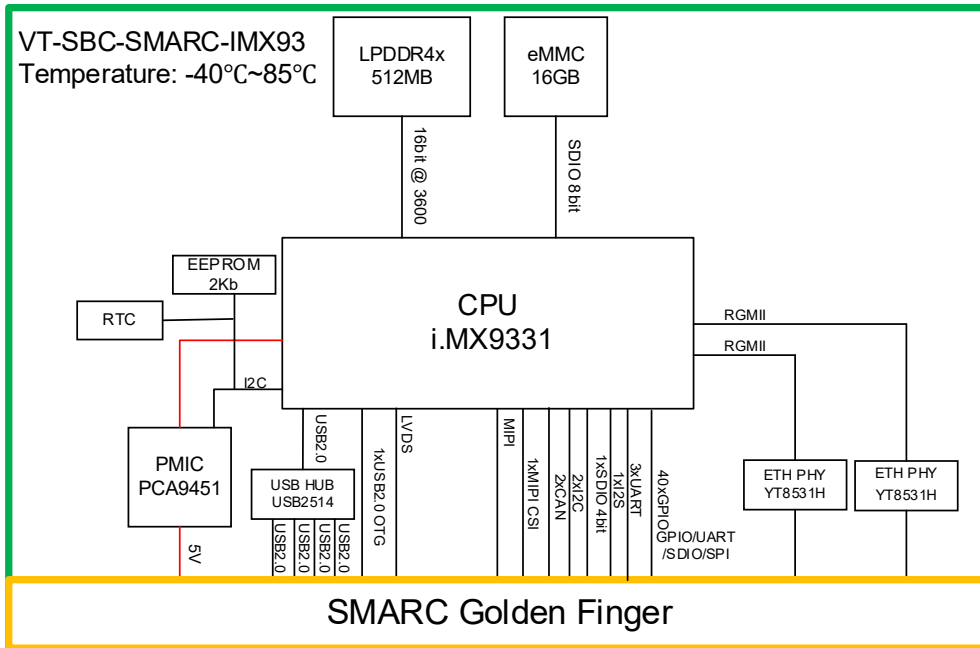 VT-SBC-SMARC-IMX93
Temperature: -40℃~85℃
LPDDR4x
512MB
eMMC
16GB
16bit @ 3600
SDIO 8bit
EEPROM
2Kb
RTC
CPU
i.MX9331
RGMII
RGMII
I2C
PMIC
PCA9451
5V
USB2.0
USB HUB
USB2514
USB2.0
USB2.0
USB2.0
USB2.0
1xUSB2.0 OTG
LVDS
MIPI
1xMIPI CSI
2xCAN
2xI2C
1xSDIO 4bit
1xI2S
3xUART
40xGPIO
GPIO/UART
/SDIO/SPI
ETH PHY
YT8531H
ETH PHY
YT8531H
SMARC Golden Finger